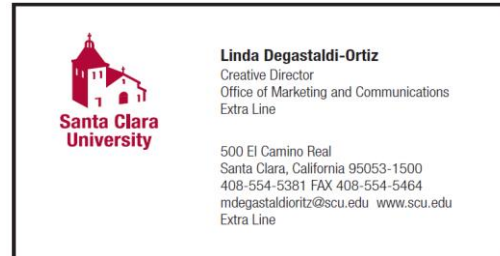 Santa Clara
University
Linda Degastaldi-Ortiz
Creative Director
Office of Marketing and Communications
Extra Line
500 El Camino Real
Santa Clara, California 95053-1500
408-554-5381 FAX 408-554-5464
mdegastaldioritz@scu.edu www.scu.edu
Extra Line